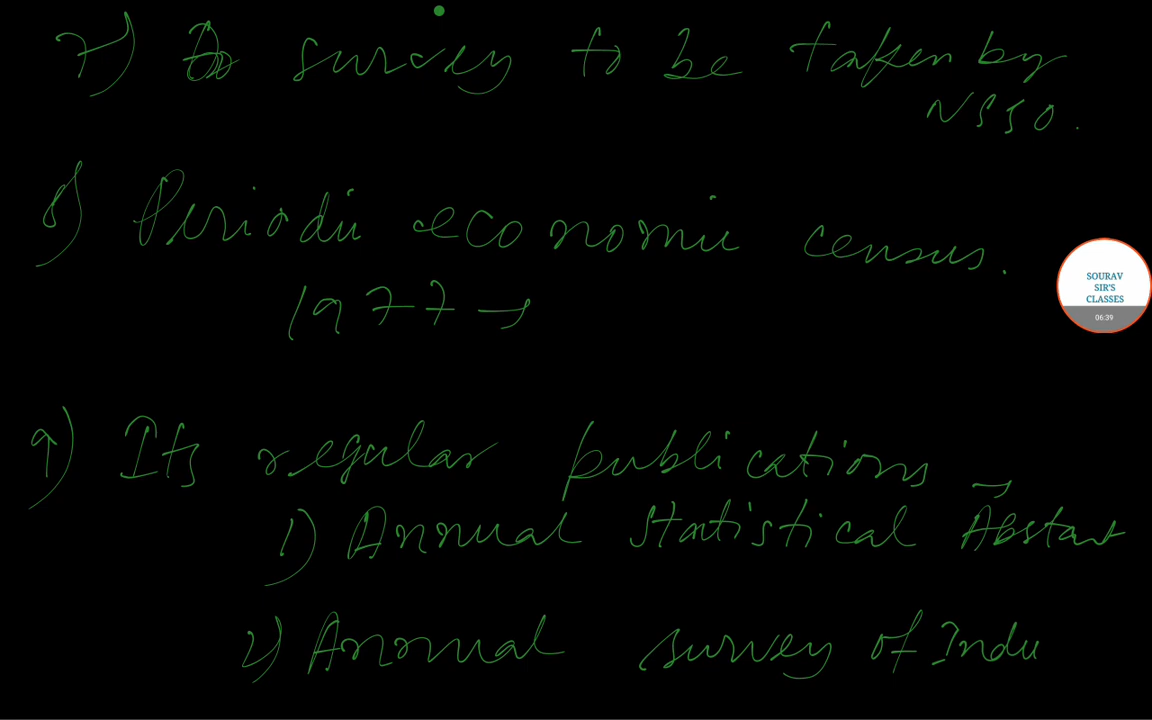 7) survey to be taken by
NSSO.
8) Periodic economic census.
1977 →
SOURAV
SIR'S
CLASSES
06:39
9) Its regular publications →
1) Annual Statistical Abstant
2) Annual survey of Indu